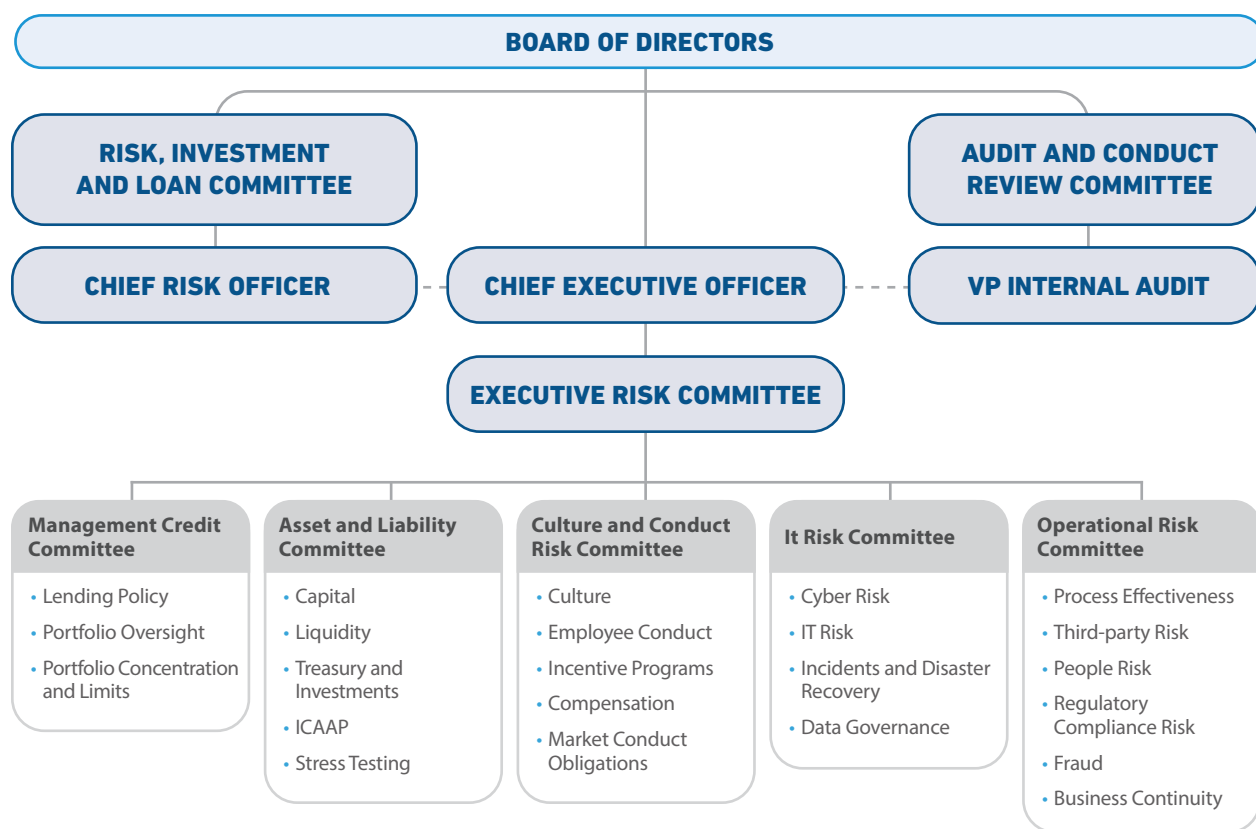 BOARD OF DIRECTORS
RISK, INVESTMENT
AND LOAN COMMITTEE
AUDIT AND CONDUCT
REVIEW COMMITTEE
CHIEF RISK OFFICER
CHIEF EXECUTIVE OFFICER
VP INTERNAL AUDIT
EXECUTIVE RISK COMMITTEE
Management Credit
Committee
• Lending Policy
• Portfolio Oversight
• Portfolio Concentration
and Limits
Asset and Liability
Committee
• Capital
• Liquidity
• Treasury and
Investments
• ICAAP
• Stress Testing
Culture and Conduct
Risk Committee
• Culture
• Employee Conduct
• Incentive Programs
• Compensation
• Market Conduct
Obligations
It Risk Committee
• Cyber Risk
• IT Risk
• Incidents and Disaster
Recovery
• Data Governance
Operational Risk
Committee
• Process Effectiveness
• Third-party Risk
• People Risk
• Regulatory
Compliance Risk
• Fraud
• Business Continuity